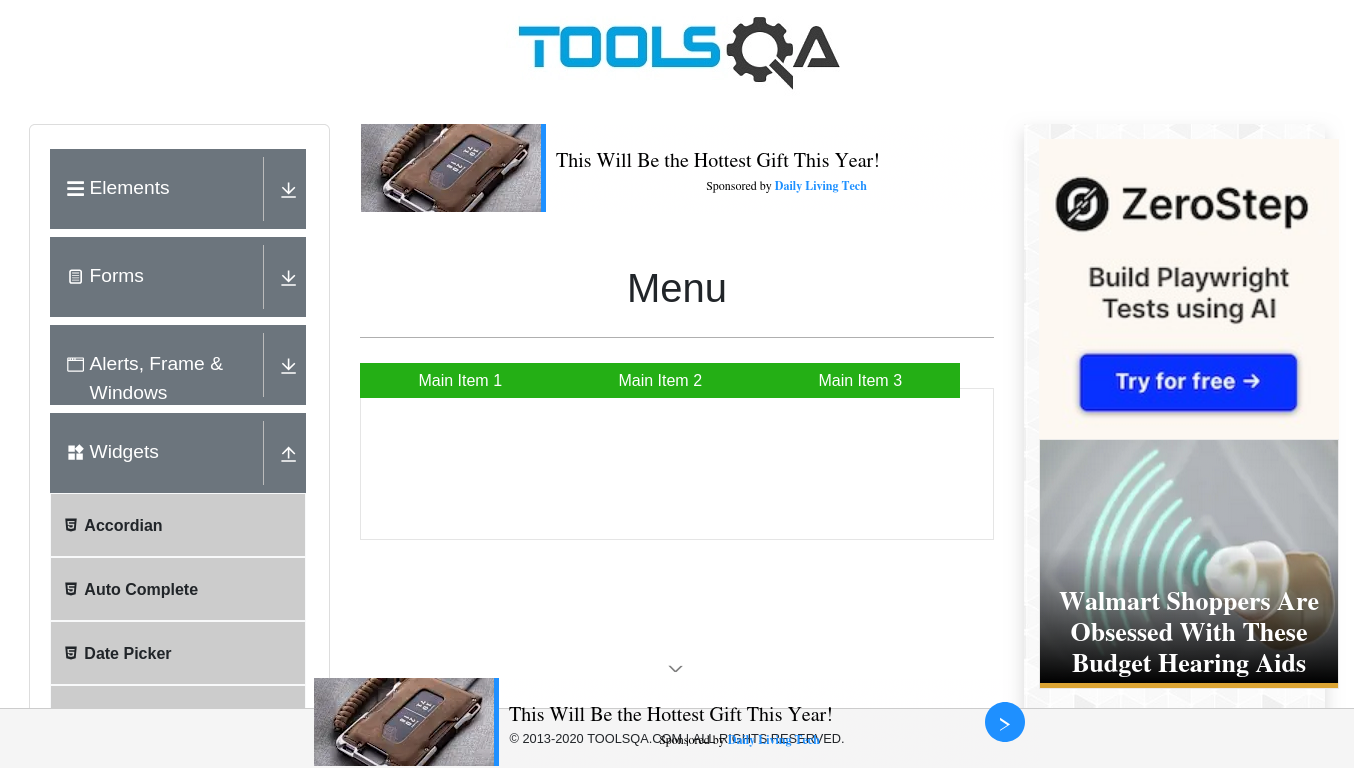 TOOLSQA
Elements
Forms
Alerts, Frame &
Windows
Widgets
Accordian
Auto Complete
Date Picker
This Will Be the Hottest Gift This Year!
Sponsored by Daily Living Tech
Menu
Main Item 1
Main Item 2
Main Item 3
ZeroStep
Build Playwright
Tests using AI
Try for free →
Walmart Shoppers Are
Obsessed With These
Budget Hearing Aids
This Will Be the Hottest Gift This Year!
© 2013-2020 TOOLSQA.COM | ALL RIGHTS RESERVED.
Sponsored by Daily Living Tech